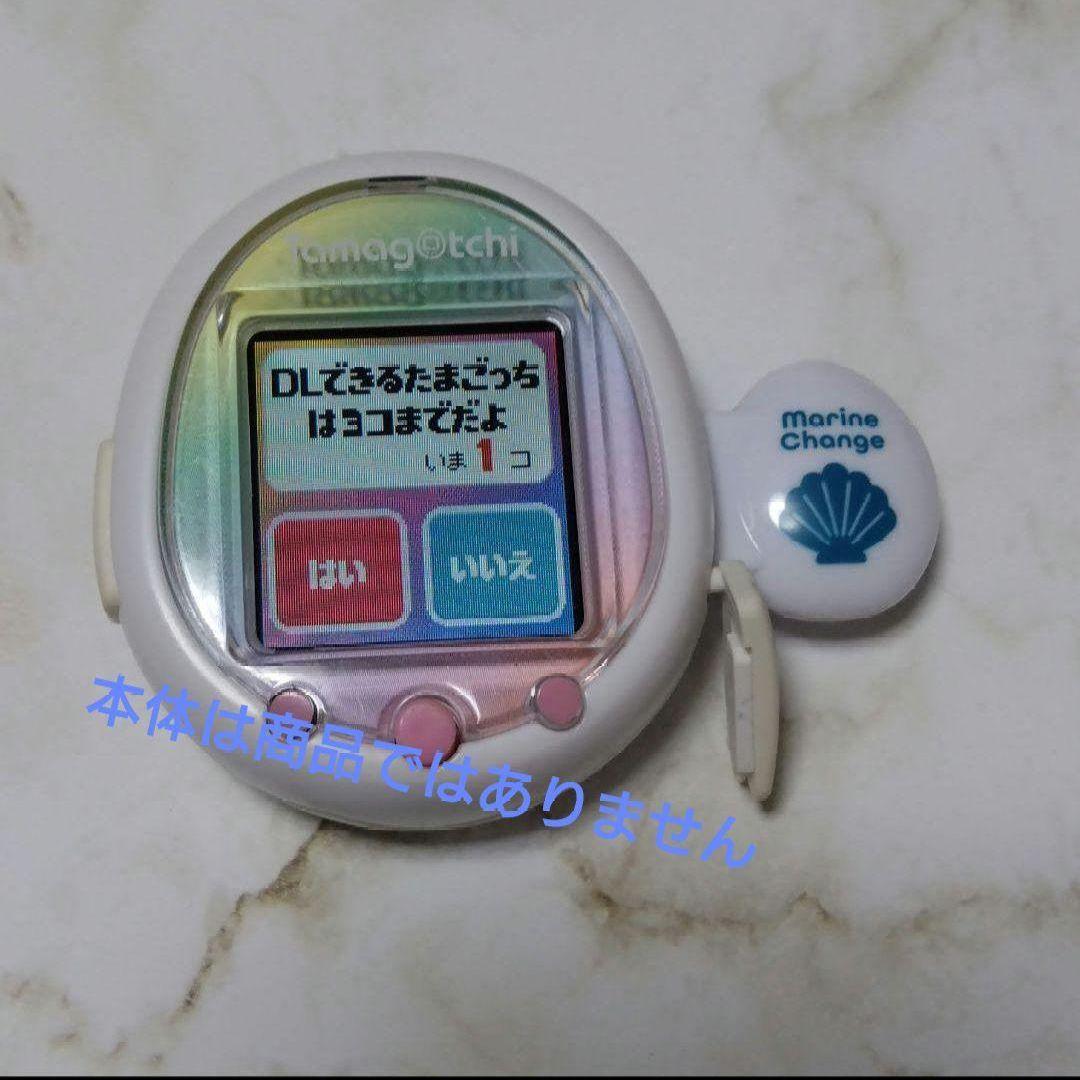 Tamagotchi
DLできるたまごっち
はヨコまでだよ
いま 1 コ
はい
いいえ
Marine
Change
本体は商品ではありません